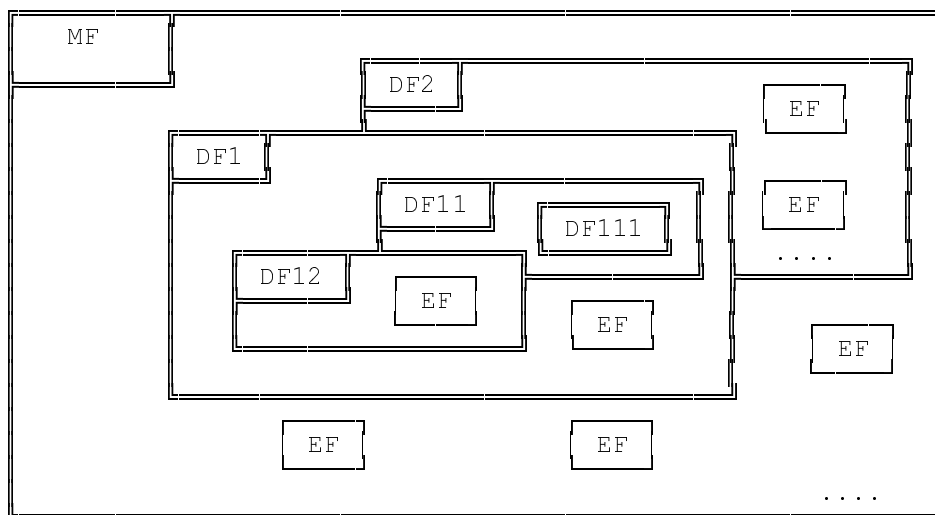 MF
DF2
EF
DF1
EF
DF11
DF111
....
DF12
EF
EF
EF
EF
EF
....